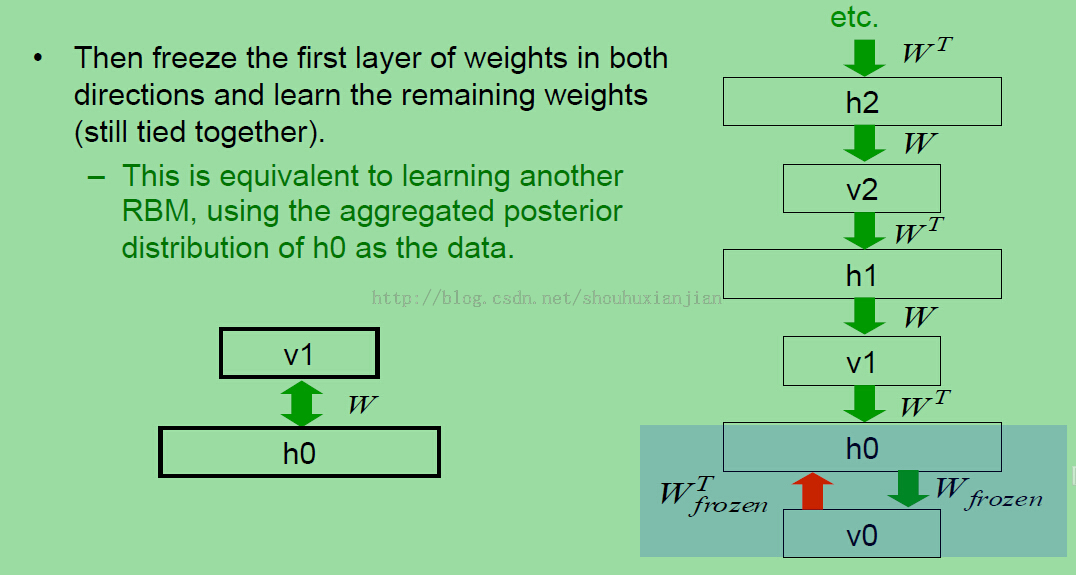 • Then freeze the first layer of weights in both
directions and learn the remaining weights
(still tied together).
– This is equivalent to learning another
RBM, using the aggregated posterior
distribution of h0 as the data.
http://blog.csdn.net/shouhuxianjian
v1
W
h0
etc.
W^T
h2
W
v2
W^T
h1
W
v1
W^T
h0
W^T_frozen
W_frozen
v0